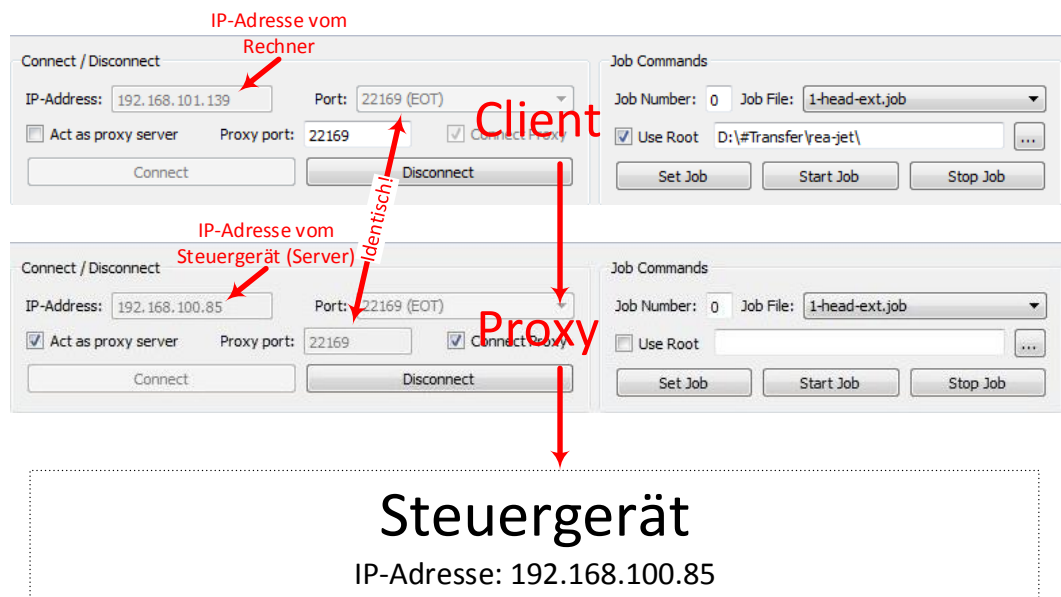 IP-Adresse vom
Rechner
Connect / Disconnect
IP-Address: 192.168.101.139 Port: 22169 (EOT)
Act as proxy server Proxy port: 22169 Connect Proxy
Connect Disconnect
Job Commands
Job Number: 0 Job File: 1-head-ext.job
Use Root D:\#Transfer\rea-jet\ ...
Set Job Start Job Stop Job
Client
Identisch!
IP-Adresse vom
Steuergerät (Server)
Connect / Disconnect
IP-Address: 192.168.100.85 Port: 22169 (EOT)
Act as proxy server Proxy port: 22169 Connect Proxy
Connect Disconnect
Job Commands
Job Number: 0 Job File: 1-head-ext.job
Use Root ...
Set Job Start Job Stop Job
Proxy
Steuergerät
IP-Adresse: 192.168.100.85